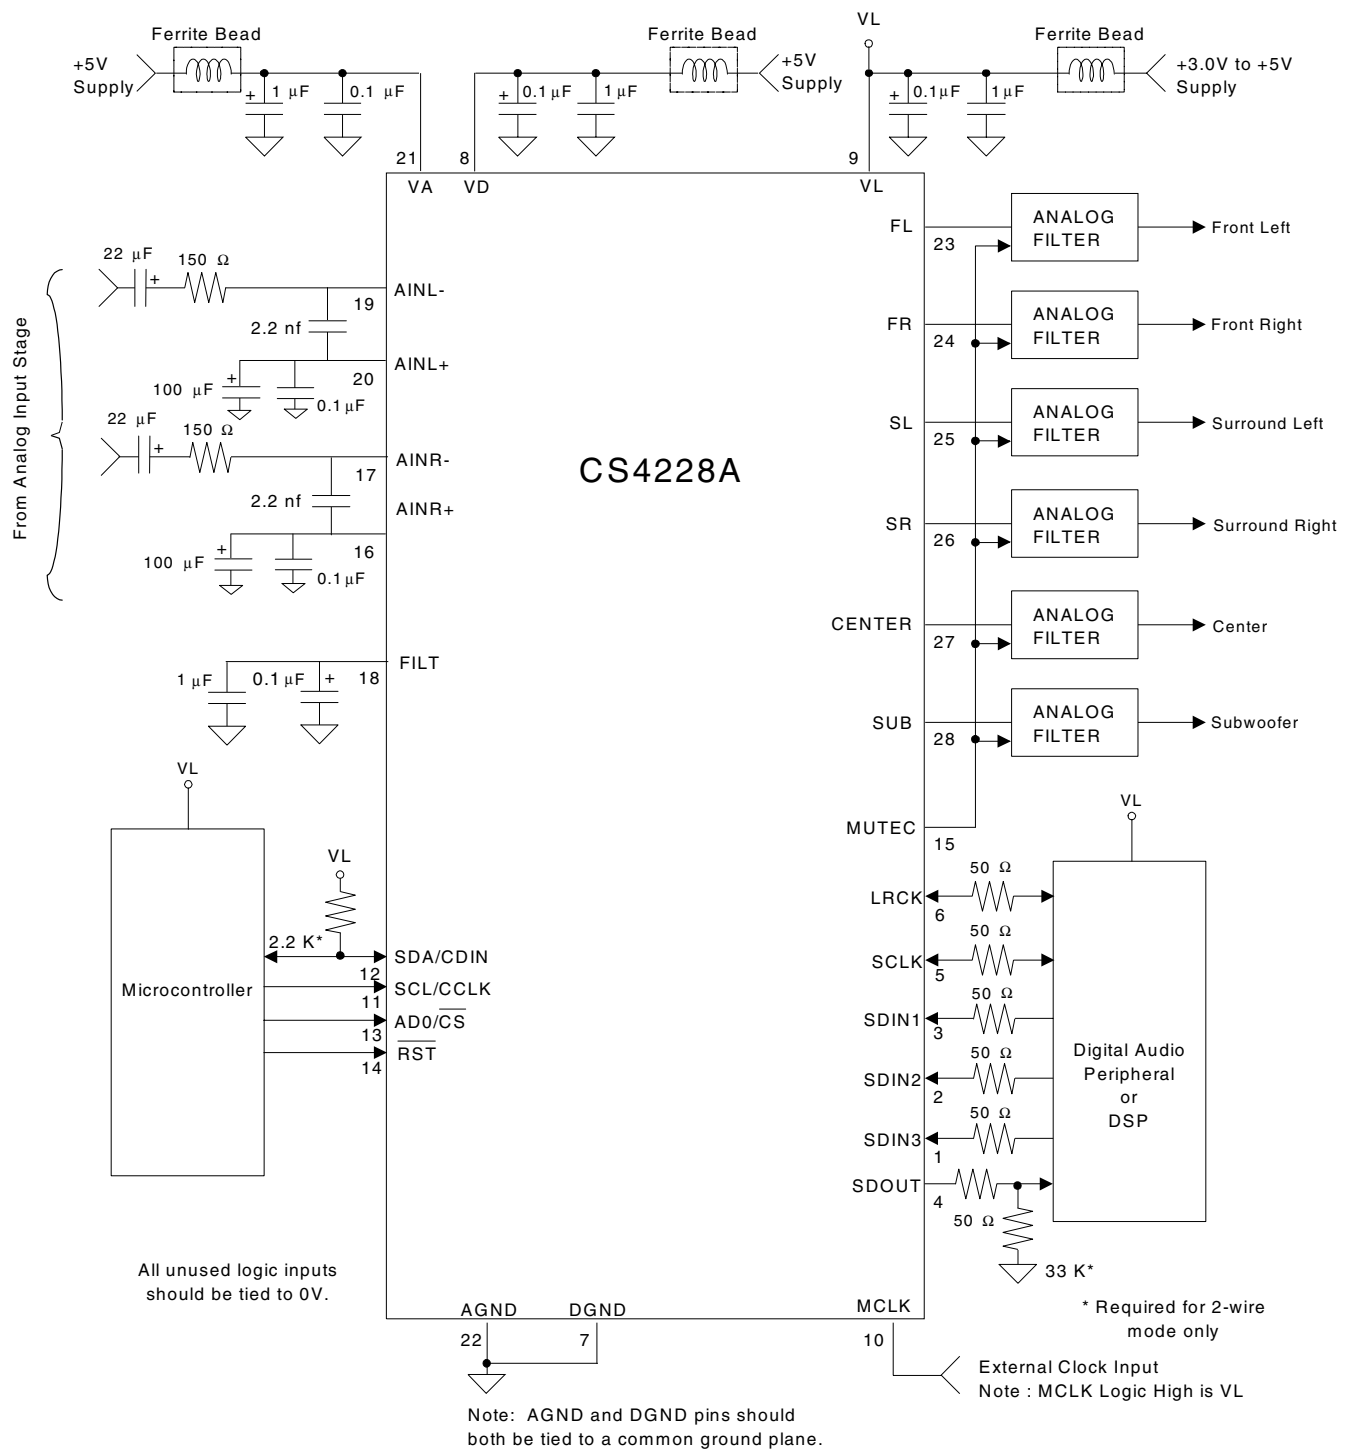 VL
Ferrite Bead
Ferrite Bead
Ferrite Bead
+5V
Supply
+5V
Supply
+3.0V to +5V
Supply
+ 1 μF
0.1 μF
+ 0.1 μF
1 μF
+ 0.1 μF
1 μF
21
8
9
VA
VD
VL
CS4228A
From Analog Input Stage
22 μF
+
150 Ω
19
AINL-
2.2 nf
20
AINL+
+
100 μF
0.1 μF
22 μF
+
150 Ω
17
AINR-
2.2 nf
AINR+
16
+
100 μF
0.1 μF
FILT
18
1 μF
0.1 μF
+
VL
Microcontroller
VL
2.2 K*
SDA/CDIN
12
SCL/CCLK
11
AD0/CS
13
RST
14
All unused logic inputs
should be tied to 0V.
FL
23
ANALOG
FILTER
Front Left
FR
24
ANALOG
FILTER
Front Right
SL
25
ANALOG
FILTER
Surround Left
SR
26
ANALOG
FILTER
Surround Right
CENTER
27
ANALOG
FILTER
Center
SUB
28
ANALOG
FILTER
Subwoofer
MUTEC
15
VL
LRCK
6
50 Ω
SCLK
5
50 Ω
SDIN1
3
50 Ω
SDIN2
2
50 Ω
SDIN3
1
50 Ω
SDOUT
4
50 Ω
33 K*
Digital Audio
Peripheral
or
DSP
* Required for 2-wire
mode only
AGND
DGND
MCLK
22
7
10
External Clock Input
Note : MCLK Logic High is VL
Note: AGND and DGND pins should
both be tied to a common ground plane.